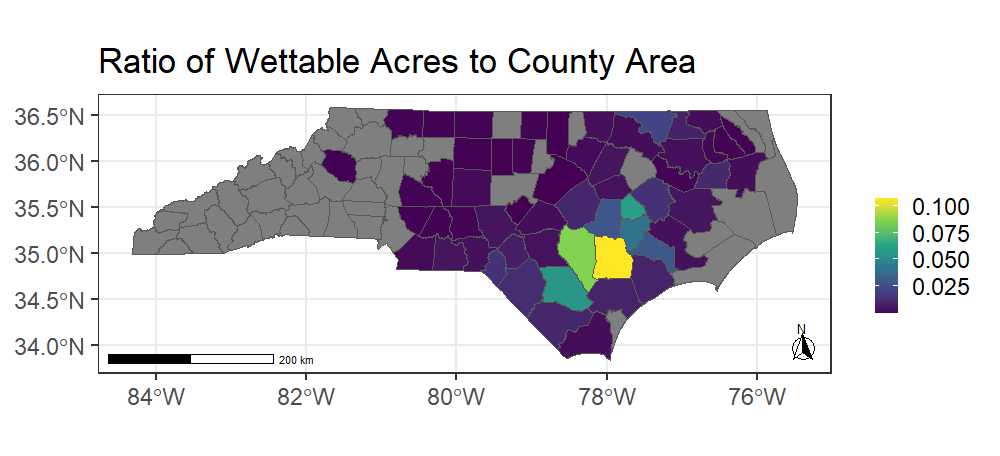 Ratio of Wettable Acres to County Area
36.5°N
36.0°N
35.5°N
35.0°N
34.5°N
34.0°N
84°W
82°W
80°W
78°W
76°W
200 km
N
0.100
0.075
0.050
0.025